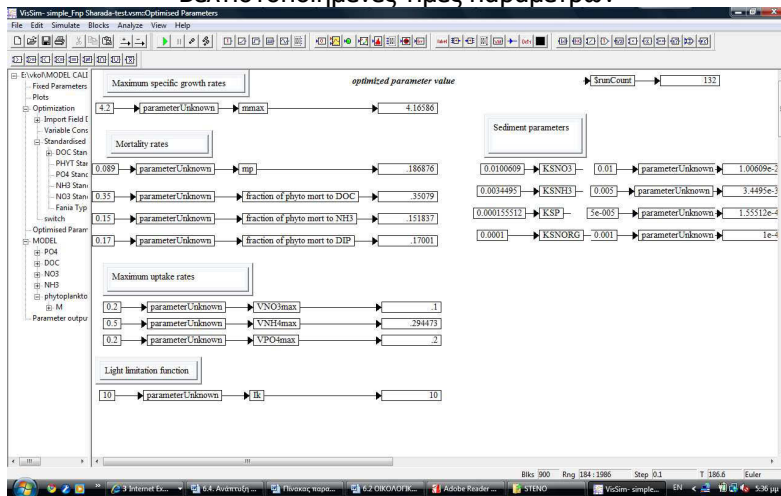 Βελτιστοποιημένες τιμές παραμέτρων
VisSim- simple_Fnp Sharada-test.vsm:Optimised Parameters
File Edit Simulate Blocks Analyze View Help
E:\vkol\MODEL CALI
Fixed Parameters
Plots
Optimization
Import Field D
Variable Cons
Standardised
DOC Stan
PHYT Star
PO4 Stanc
NH3 Stan
NO3 Stan
Fania Typ
switch
Optimised Param
MODEL
PO4
DOC
NO3
NH3
phytoplankto
M
Parameter outpu
Maximum specific growth rates
optimized parameter value
$runCount 132
4.2 parameterUnknown mmax 4.16586
Sediment parameters
Mortality rates
0.089 parameterUnknown mp .186876
0.0100609 KSNO3 0.01 parameterUnknown 1.00609e-2
0.35 parameterUnknown fraction of phyto mort to DOC .35079
0.0034495 KSNH3 0.005 parameterUnknown 3.4495e-3
0.15 parameterUnknown fraction of phyto mort to NH3 .151837
0.000155512 KSP 5e-005 parameterUnknown 1.55512e-4
0.17 parameterUnknown fraction of phyto mort to DIP .17001
0.0001 KSNORG 0.001 parameterUnknown 1e-4
Maximum uptake rates
0.2 parameterUnknown VNO3max .1
0.5 parameterUnknown VNH4max .294473
0.2 parameterUnknown VPO4max .2
Light limitation function
10 parameterUnknown Ik 10
Blks 900 Rng 184:1986 Step 0.1 T 186.6 Euler
3 Internet Ex... 6.4. Ανάπτυξη ... Πίνακας παρα... 6.2 ΟΙΚΟΛΟΓΙΚ... Adobe Reader ... STENO VisSim- simple... EN 5:36 μμ